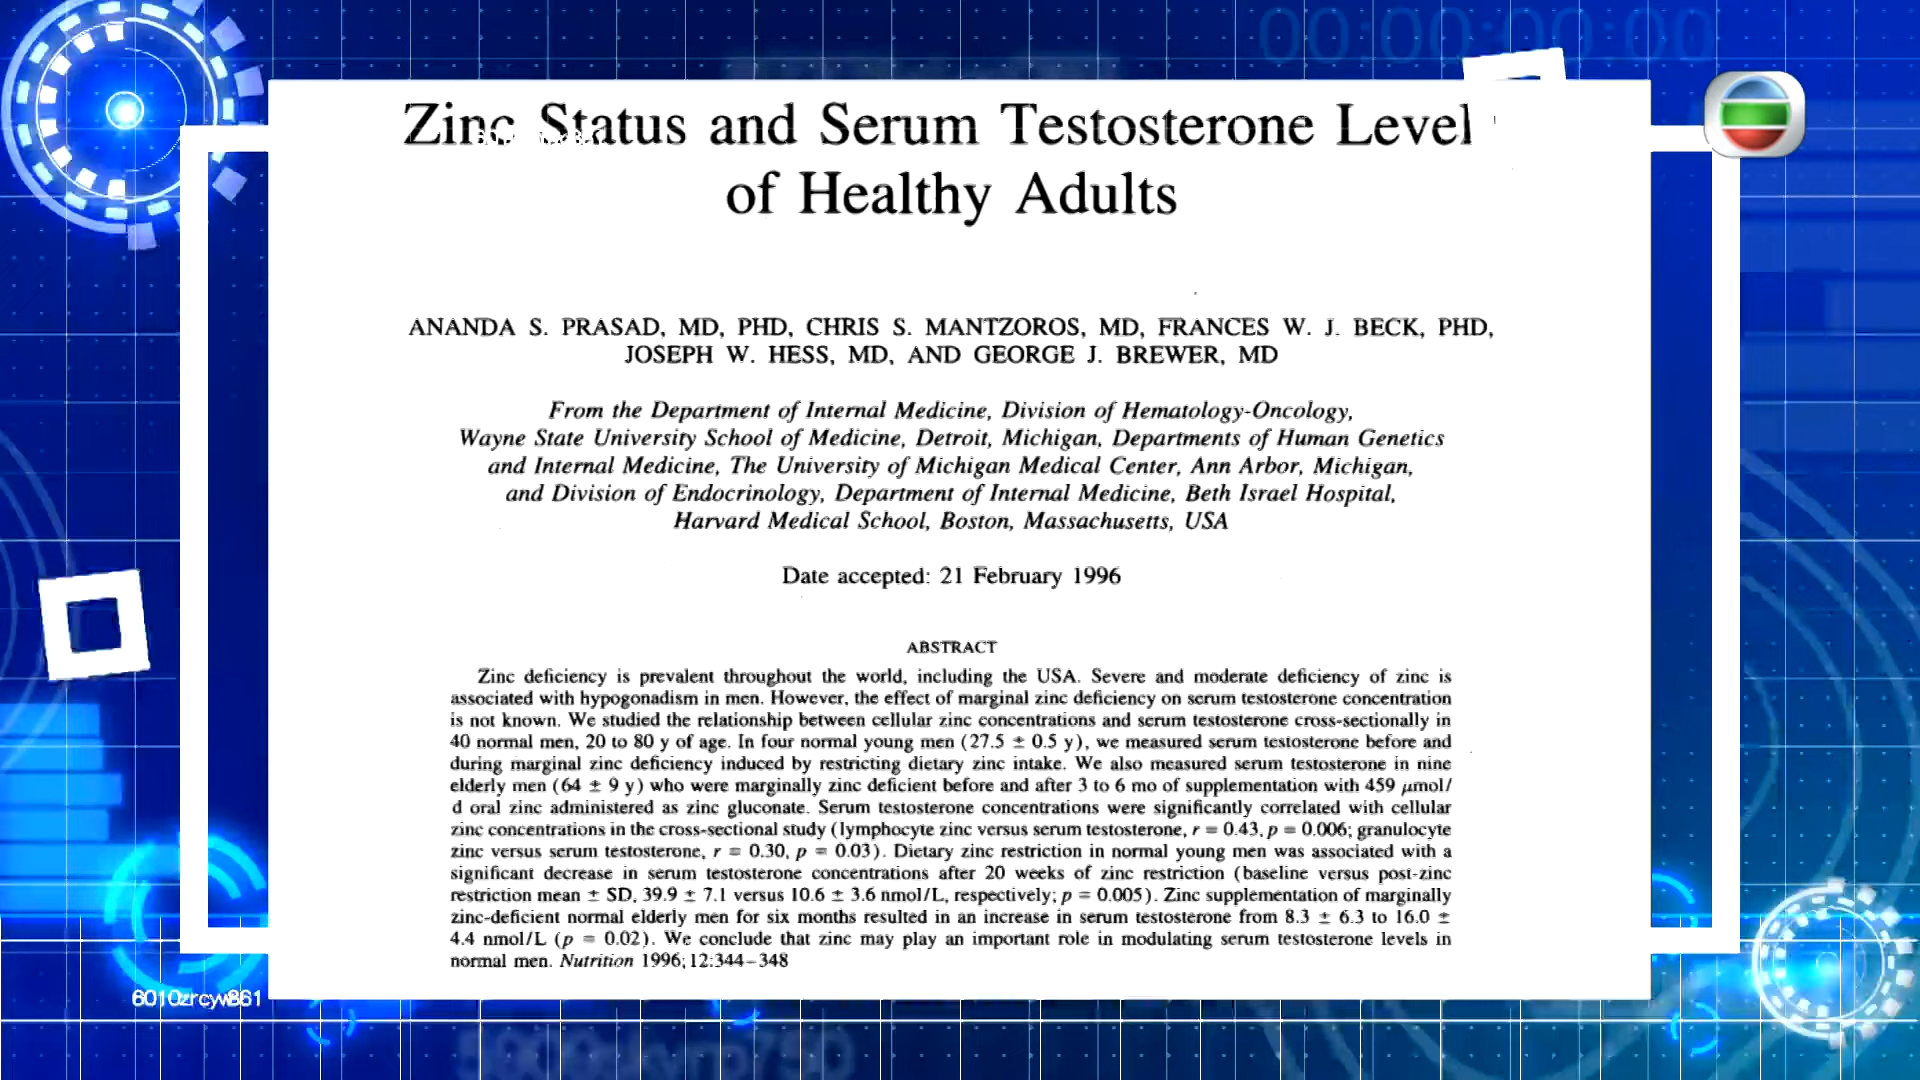 00:00:00:00
Zinc Status and Serum Testosterone Level
of Healthy Adults
ANANDA S. PRASAD, MD, PHD, CHRIS S. MANTZOROS, MD, FRANCES W. J. BECK, PHD,
JOSEPH W. HESS, MD, AND GEORGE J. BREWER, MD
From the Department of Internal Medicine, Division of Hematology-Oncology,
Wayne State University School of Medicine, Detroit, Michigan, Departments of Human Genetics
and Internal Medicine, The University of Michigan Medical Center, Ann Arbor, Michigan,
and Division of Endocrinology, Department of Internal Medicine, Beth Israel Hospital,
Harvard Medical School, Boston, Massachusetts, USA
Date accepted: 21 February 1996
ABSTRACT
Zinc deficiency is prevalent throughout the world, including the USA. Severe and moderate deficiency of zinc is
associated with hypogonadism in men. However, the effect of marginal zinc deficiency on serum testosterone concentration
is not known. We studied the relationship between cellular zinc concentrations and serum testosterone cross-sectionally in
40 normal men, 20 to 80 y of age. In four normal young men (27.5 ± 0.5 y), we measured serum testosterone before and
during marginal zinc deficiency induced by restricting dietary zinc intake. We also measured serum testosterone in nine
elderly men (64 ± 9 y) who were marginally zinc deficient before and after 3 to 6 mo of supplementation with 459 μmol/
d oral zinc administered as zinc gluconate. Serum testosterone concentrations were significantly correlated with cellular
zinc concentrations in the cross-sectional study (lymphocyte zinc versus serum testosterone, r = 0.43, p = 0.006; granulocyte
zinc versus serum testosterone, r = 0.30, p = 0.03). Dietary zinc restriction in normal young men was associated with a
significant decrease in serum testosterone concentrations after 20 weeks of zinc restriction (baseline versus post-zinc
restriction mean ± SD, 39.9 ± 7.1 versus 10.6 ± 3.6 nmol/L, respectively; p = 0.005). Zinc supplementation of marginally
zinc-deficient normal elderly men for six months resulted in an increase in serum testosterone from 8.3 ± 6.3 to 16.0 ±
4.4 nmol/L (p = 0.02). We conclude that zinc may play an important role in modulating serum testosterone levels in
normal men. Nutrition 1996; 12:344–348